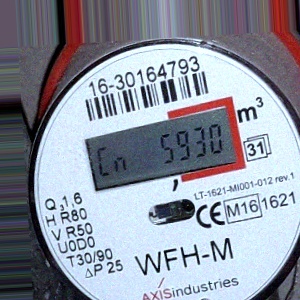 16-30164793
m³
Cn 5930
31
,
LT-1621-MI001-012 rev.1
CE M16 1621
Q 1,6
H R80
V R50
U0D0
T30/90
ΔP 25
WFH-M
AXISindustries